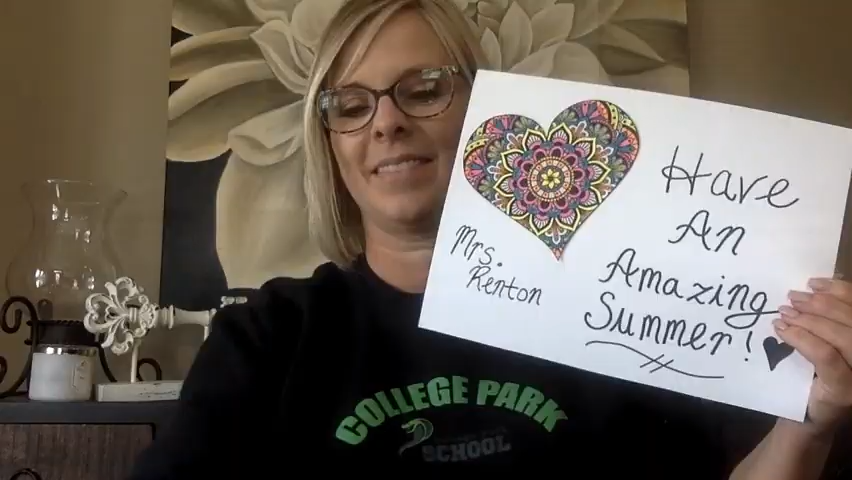 Mrs.
Renton
Have
An
Amazing
Summer!
COLLEGE PARK
SCHOOL